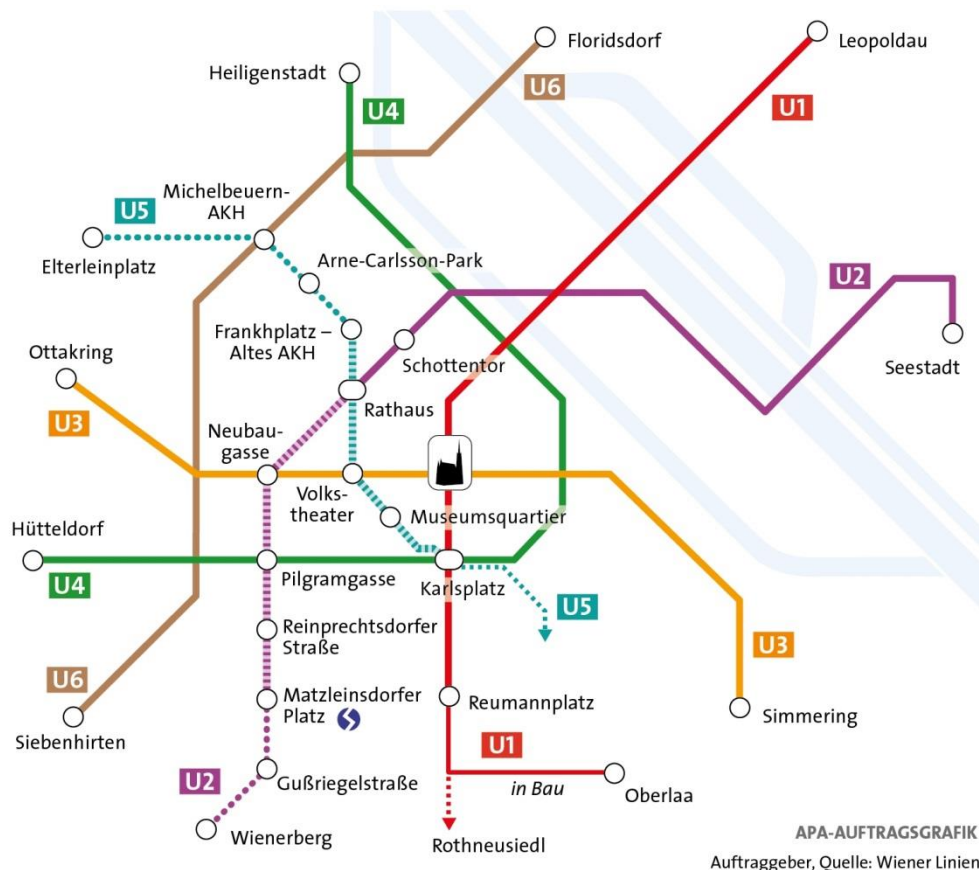 Floridsdorf
Leopoldau
Heiligenstadt
U4
U6
U1
Michelbeuern-
AKH
U5
Elterleinplatz
Arne-Carlsson-Park
U2
Frankhplatz –
Altes AKH
Ottakring
Schottentor
Seestadt
U3
Rathaus
Neubau-
gasse
Volks-
theater
Museumsquartier
Hütteldorf
U4
Pilgramgasse
Karlsplatz
U5
Reinprechtsdorfer
Straße
U3
U6
Matzleinsdorfer
Platz
Reumannplatz
Simmering
Siebenhirten
U1
U2
Gußriegelstraße
in Bau
Oberlaa
Wienerberg
Rothneusiedl
APA-AUFTRAGSGRAFIK
Auftraggeber, Quelle: Wiener Linien